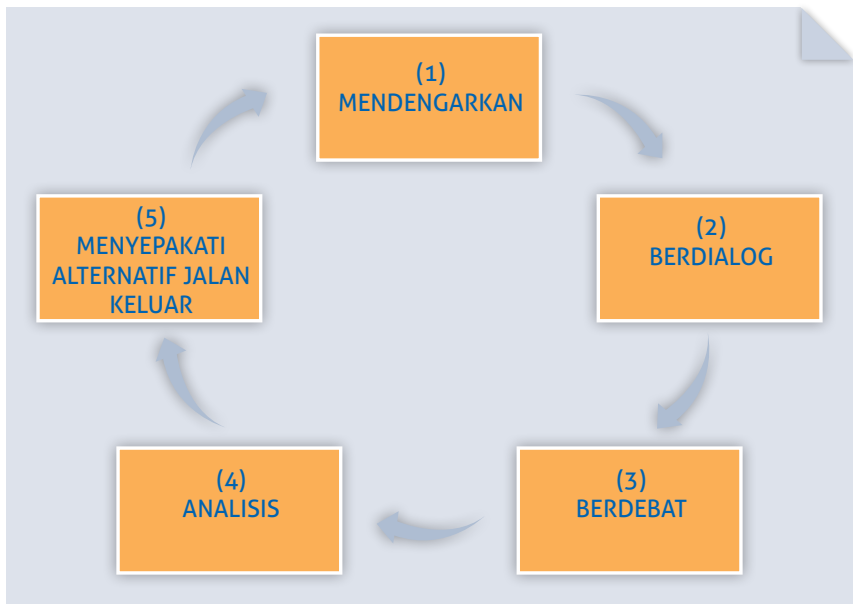 (1)
MENDENGARKAN
(2)
BERDIALOG
(3)
BERDEBAT
(4)
ANALISIS
(5)
MENYEPAKATI
ALTERNATIF JALAN
KELUAR